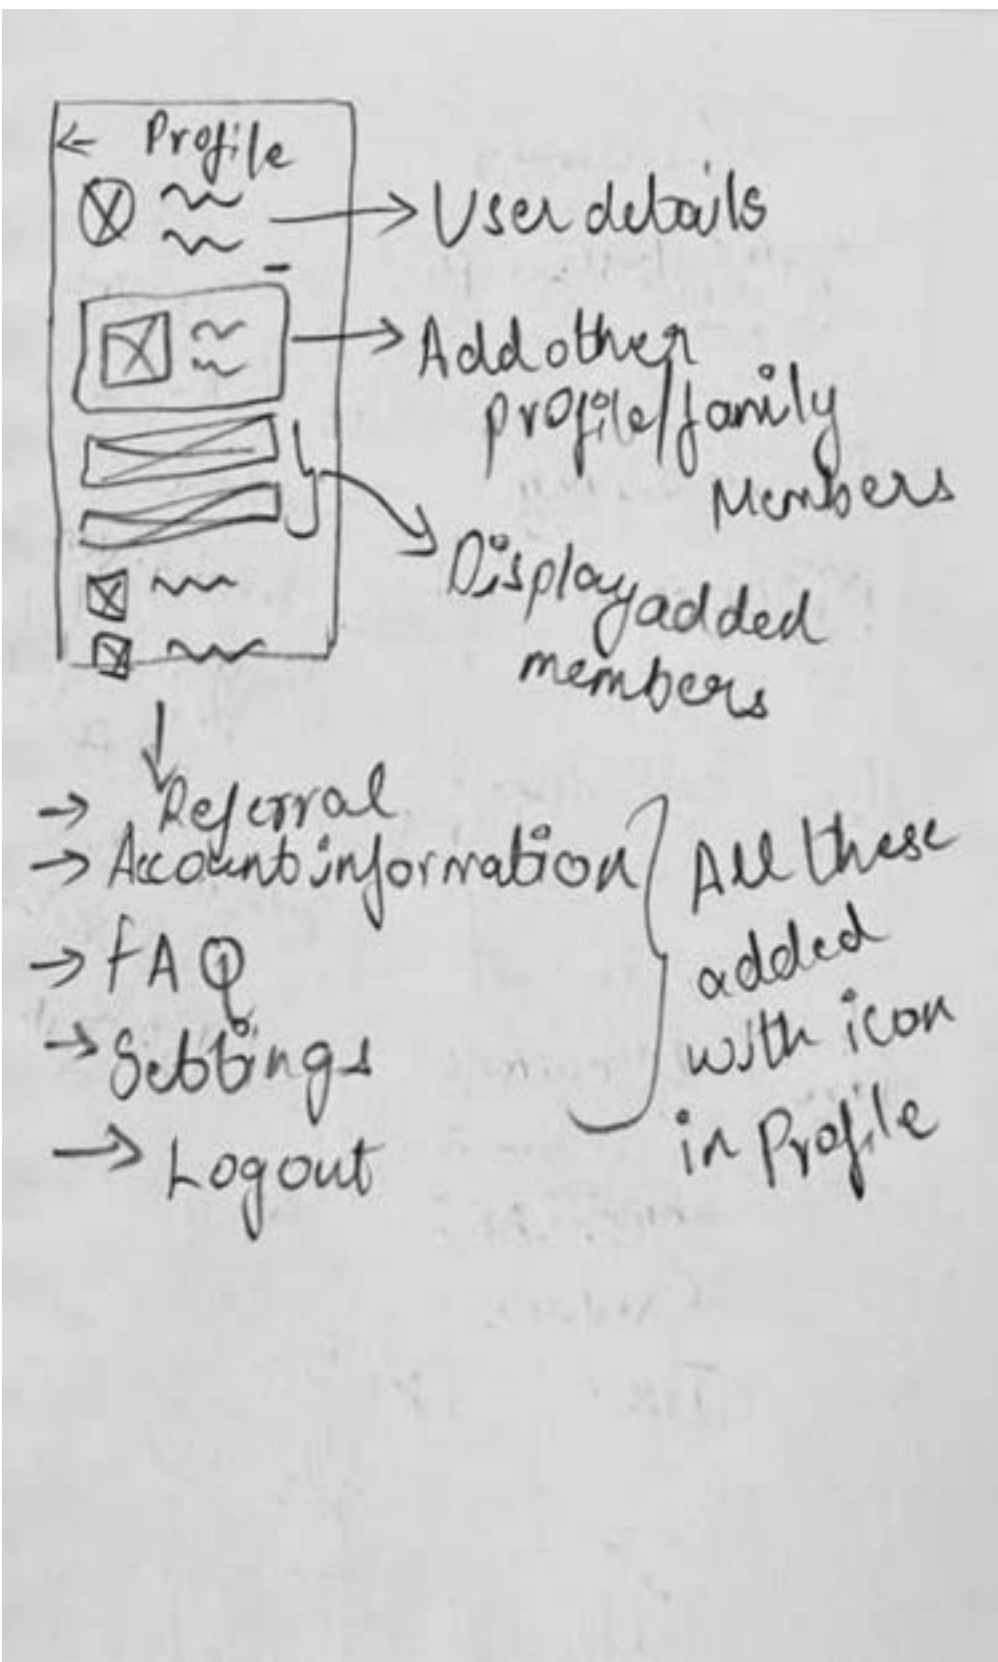 ← Profile
→ User details
→ Add other
profile/family
Members
Display added
members
→ Referral
→ Account information
→ FAQ
→ Settings
→ Logout
All these
added
with icon
in Profile